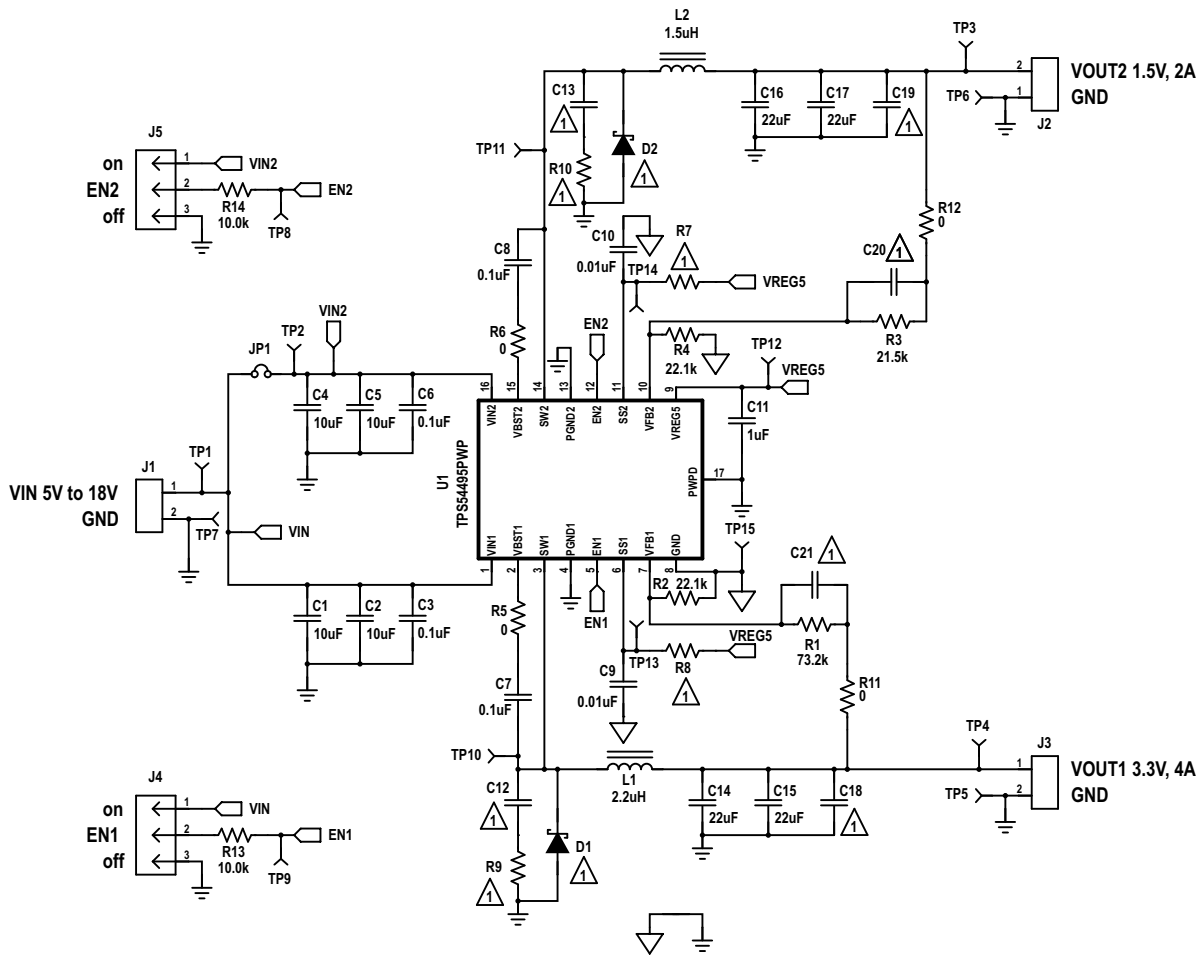 L2
1.5uH
TP3
2
VOUT2 1.5V, 2A
1
GND
TP6
J2
C13
1
C16
22uF
C17
22uF
C19
1
J5
on
1
VIN2
EN2
2
EN2
off
3
R14
10.0k
TP8
TP11
R10
1
D2
1
R12
0
C8
0.1uF
C10
0.01uF
TP14
R7
1
VREG5
C20
1
R3
21.5k
VIN2
TP2
JP1
R6
0
EN2
R4
22.1k
TP12
VREG5
C4
10uF
C5
10uF
C6
0.1uF
16
15
14
13
12
11
10
9
VIN2
VBST2
SW2
PGND2
EN2
SS2
VFB2
VREG5
C11
1uF
TP1
J1
VIN 5V to 18V
1
GND
2
TP7
VIN
U1
TPS54495PWP
PWPD
17
VIN1
VBST1
SW1
PGND1
EN1
SS1
VFB1
GND
1
2
3
4
5
6
7
8
TP15
C1
10uF
C2
10uF
C3
0.1uF
R5
0
EN1
R2
22.1k
C21
1
R1
73.2k
TP13
R8
1
VREG5
C7
0.1uF
C9
0.01uF
R11
0
TP10
TP4
J3
1
VOUT1 3.3V, 4A
2
GND
TP5
L1
2.2uH
C12
1
C14
22uF
C15
22uF
C18
1
J4
on
1
VIN
EN1
2
EN1
off
3
R13
10.0k
TP9
R9
1
D1
1